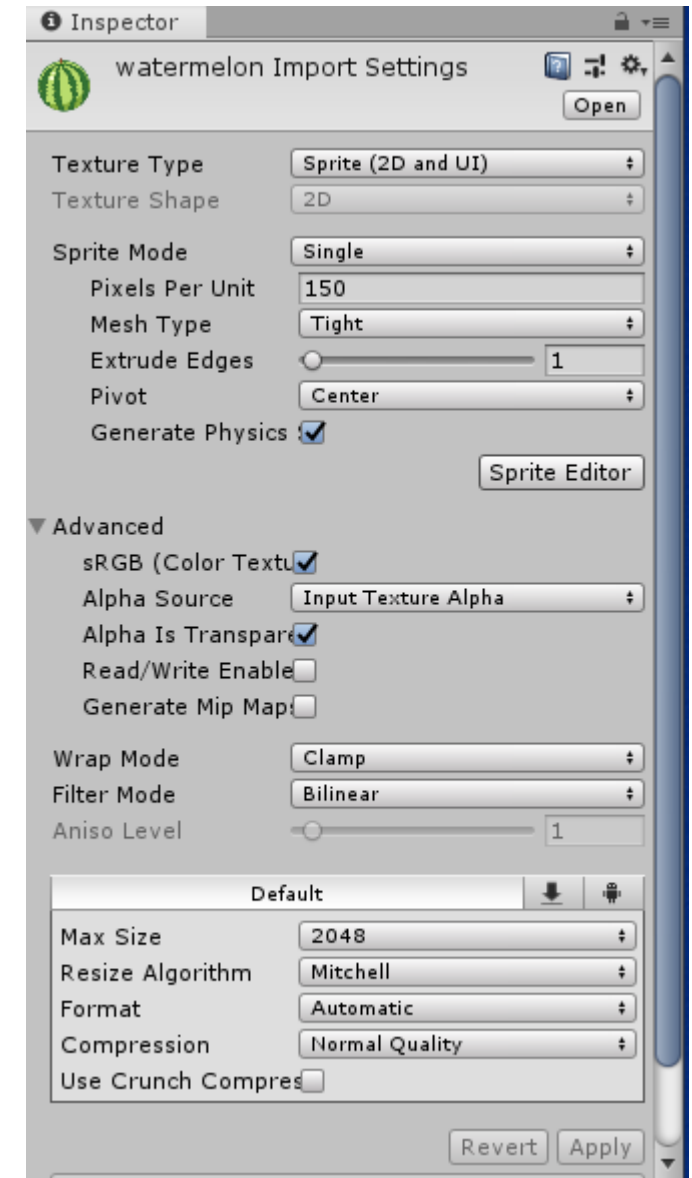 Inspector
watermelon Import Settings
Open
Texture Type Sprite (2D and UI)
Texture Shape 2D
Sprite Mode Single
Pixels Per Unit 150
Mesh Type Tight
Extrude Edges 1
Pivot Center
Generate Physics
Sprite Editor
Advanced
sRGB (Color Textu
Alpha Source Input Texture Alpha
Alpha Is Transpare
Read/Write Enable
Generate Mip Maps
Wrap Mode Clamp
Filter Mode Bilinear
Aniso Level 1
Default
Max Size 2048
Resize Algorithm Mitchell
Format Automatic
Compression Normal Quality
Use Crunch Compres
Revert Apply